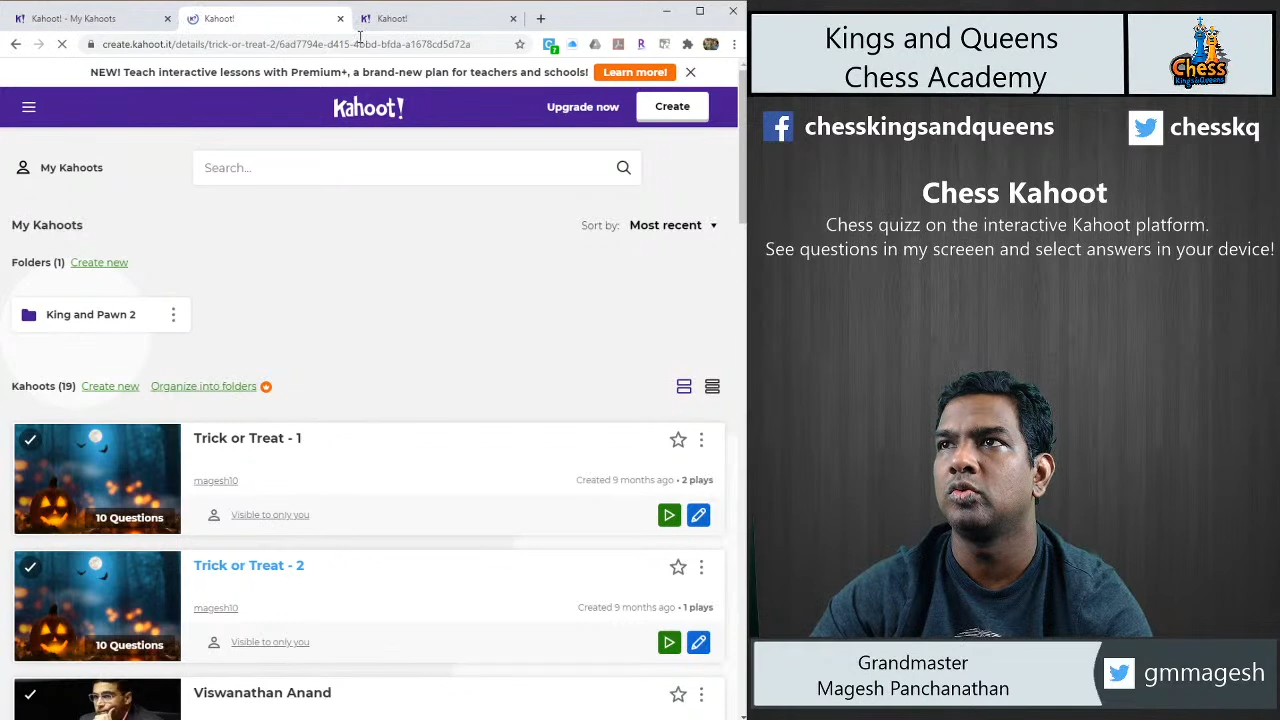 Kahoot! - My Kahoots
Kahoot!
Kahoot!
create.kahoot.it/details/trick-or-treat-2/6ad7794e-d415-4bbd-bfda-a1678cd5d72a
NEW! Teach interactive lessons with Premium+, a brand-new plan for teachers and schools!
Learn more!
Kahoot!
Upgrade now
Create
My Kahoots
Search...
My Kahoots
Sort by: Most recent
Folders (1) Create new
King and Pawn 2
Kahoots (19) Create new Organize into folders
Trick or Treat - 1
magesh10
Created 9 months ago • 2 plays
10 Questions
Visible to only you
Trick or Treat - 2
magesh10
Created 9 months ago • 1 plays
10 Questions
Visible to only you
Viswanathan Anand
Kings and Queens
Chess Academy
Chess
Kings&Queens
chesskingsandqueens
chesskq
Chess Kahoot
Chess quizz on the interactive Kahoot platform.
See questions in my screeen and select answers in your device!
Grandmaster
Magesh Panchanathan
gmmagesh